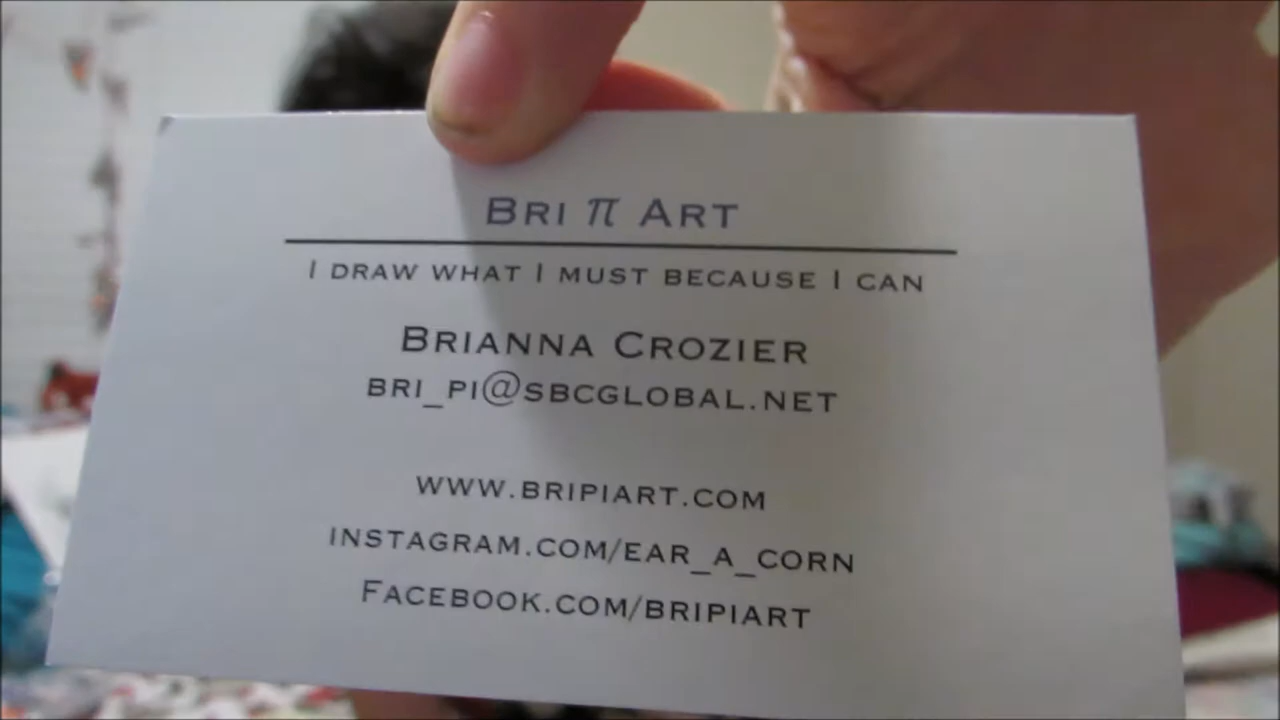 Bri π Art
I draw what I must because I can
Brianna Crozier
bri_pi@sbcglobal.net
www.bripiart.com
instagram.com/ear_a_corn
Facebook.com/bripiart